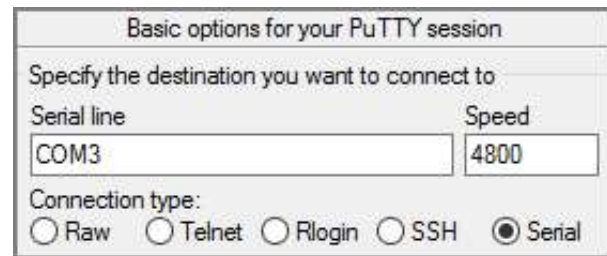 Basic options for your PuTTY session
Specify the destination you want to connect to
Serial line Speed
COM3 4800
Connection type:
Raw Telnet Rlogin SSH Serial